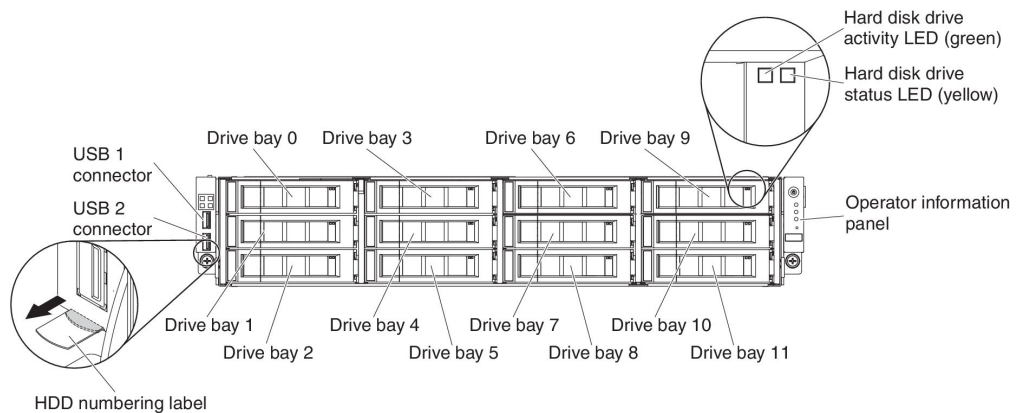 Hard disk drive
activity LED (green)
Hard disk drive
status LED (yellow)
Drive bay 0
Drive bay 3
Drive bay 6
Drive bay 9
USB 1
connector
USB 2
connector
Operator information
panel
Drive bay 1
Drive bay 4
Drive bay 7
Drive bay 10
Drive bay 2
Drive bay 5
Drive bay 8
Drive bay 11
HDD numbering label